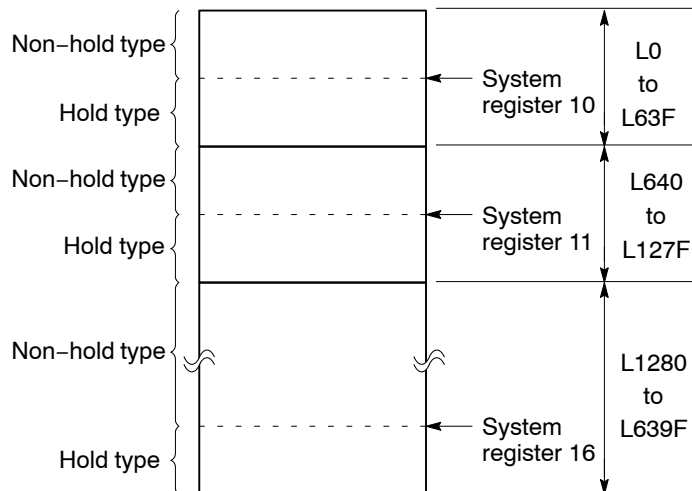 Non–hold type
Hold type
System
register 10
L0
to
L63F
Non–hold type
Hold type
System
register 11
L640
to
L127F
Non–hold type
Hold type
System
register 16
L1280
to
L639F